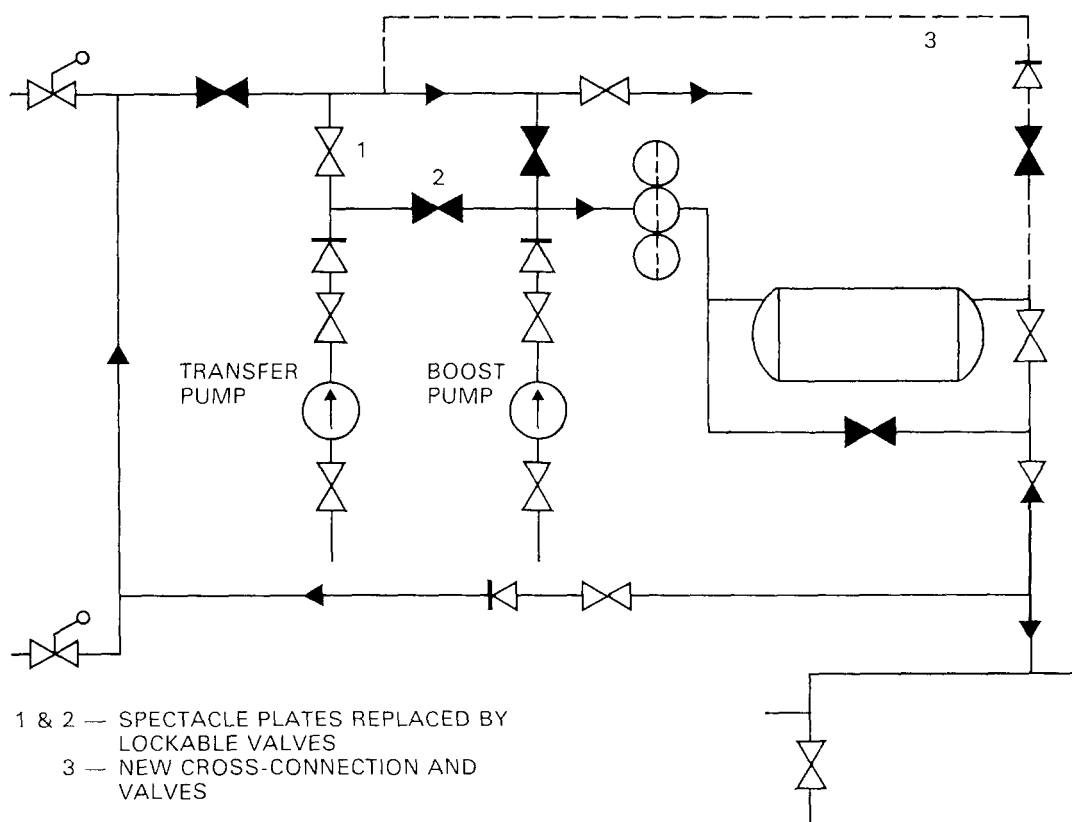 3
1
2
TRANSFER
PUMP
BOOST
PUMP
1 & 2 — SPECTACLE PLATES REPLACED BY
LOCKABLE VALVES
3 — NEW CROSS-CONNECTION AND
VALVES